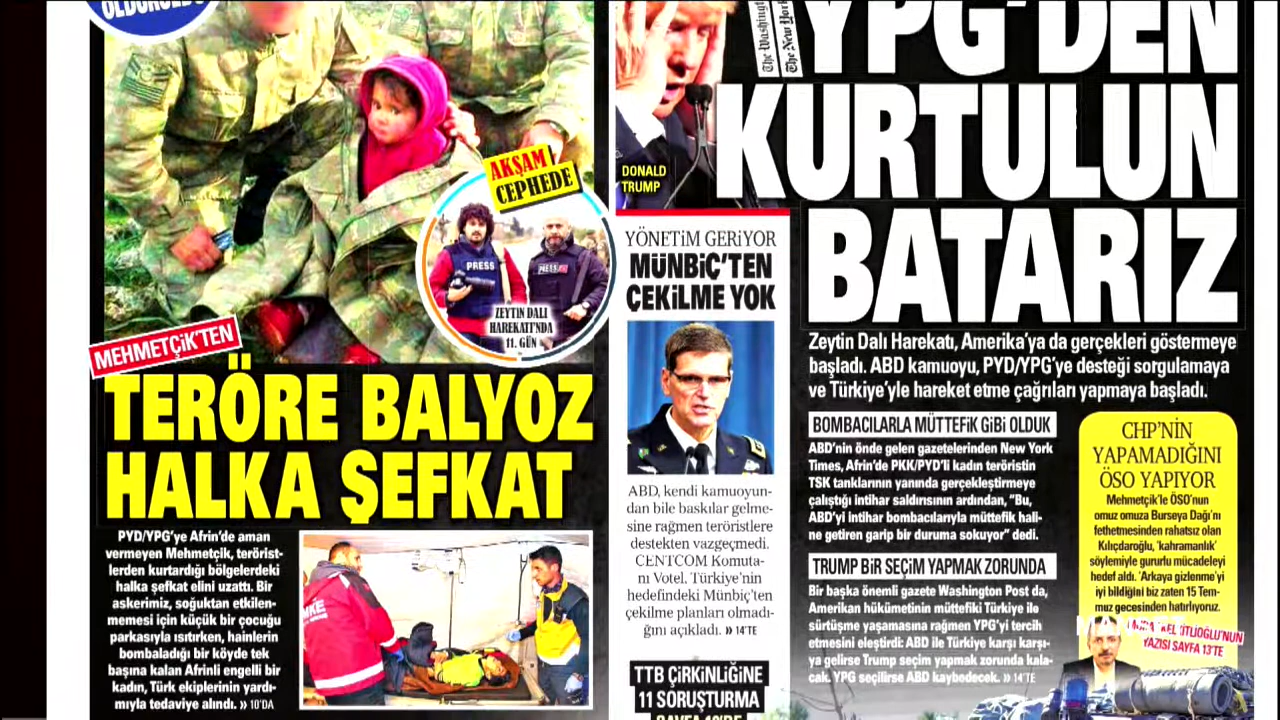 AKŞAM
CEPHEDE
PRESS
PRESS
ZEYTİN DALI
HAREKATI'NDA
11. GÜN
MEHMETÇİK'TEN
TERÖRE BALYOZ
HALKA ŞEFKAT
PYD/YPG'ye Afrin'de aman
vermeyen Mehmetçik, terörist-
lerden kurtardığı bölgelerdeki
halka şefkat elini uzattı. Bir
askerimiz, soğuktan etkilen-
memesi için küçük bir çocuğu
parkasıyla ısıtırken, hainlerin
bombaladığı bir köyde tek
başına kalan Afrinli engelli bir
kadın, Türk ekiplerinin yardı-
mıyla tedaviye alındı. » 10'DA
DONALD
TRUMP
The Washing
The New York
YPG'DEN
KURTULUN
BATARIZ
Zeytin Dalı Harekatı, Amerika'ya da gerçekleri göstermeye
başladı. ABD kamuoyu, PYD/YPG'ye desteği sorgulamaya
ve Türkiye'yle hareket etme çağrıları yapmaya başladı.
YÖNETİM GERİYOR
MÜNBİÇ'TEN
ÇEKİLME YOK
ABD, kendi kamuoyun-
dan bile baskılar gelme-
sine rağmen teröristlere
destekten vazgeçmedi.
CENTCOM Komuta-
nı Votel, Türkiye'nin
hedefindeki Münbiç'ten
çekilme planları olmadı-
ğını açıkladı. » 14'TE
TTB ÇİRKİNLİĞİNE
11 SORUŞTURMA
BOMBACILARLA MÜTTEFİK GİBİ OLDUK
ABD'nin önde gelen gazetelerinden New York
Times, Afrin'de PKK/PYD'li kadın teröristin
TSK tanklarının yanında gerçekleştirmeye
çalıştığı intihar saldırısının ardından, "Bu,
ABD'yi intihar bombacılarıyla müttefik hali-
ne getiren garip bir duruma sokuyor" dedi.
TRUMP BİR SEÇİM YAPMAK ZORUNDA
Bir başka önemli gazete Washington Post da,
Amerikan hükümetinin müttefiki Türkiye ile
sürtüşme yaşamasına rağmen YPG'yi tercih
etmesini eleştirdi: ABD ile Türkiye karşı karşı-
ya gelirse Trump seçim yapmak zorunda kala-
cak. YPG seçilirse ABD kaybedecek. » 14'TE
CHP'NİN
YAPAMADIĞINI
ÖSO YAPIYOR
Mehmetçik'le ÖSO'nun
omuz omuza Burseya Dağı'nı
fethetmesinden rahatsız olan
Kılıçdaroğlu, 'kahramanlık'
söylemiyle gururlu mücadeleyi
hedef aldı. 'Arkaya gizlenme'yi
iyi bildiğini biz zaten 15 Tem-
muz gecesinden hatırlıyoruz.
YAZISI SAYFA 13'TE